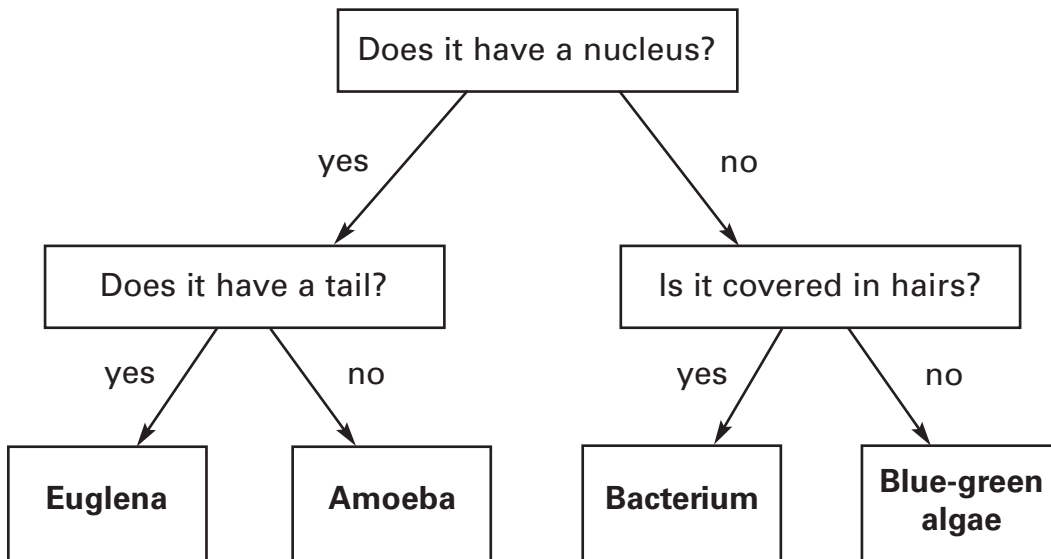 Does it have a nucleus?
yes
no
Does it have a tail?
Is it covered in hairs?
yes
no
yes
no
Euglena
Amoeba
Bacterium
Blue-green
algae